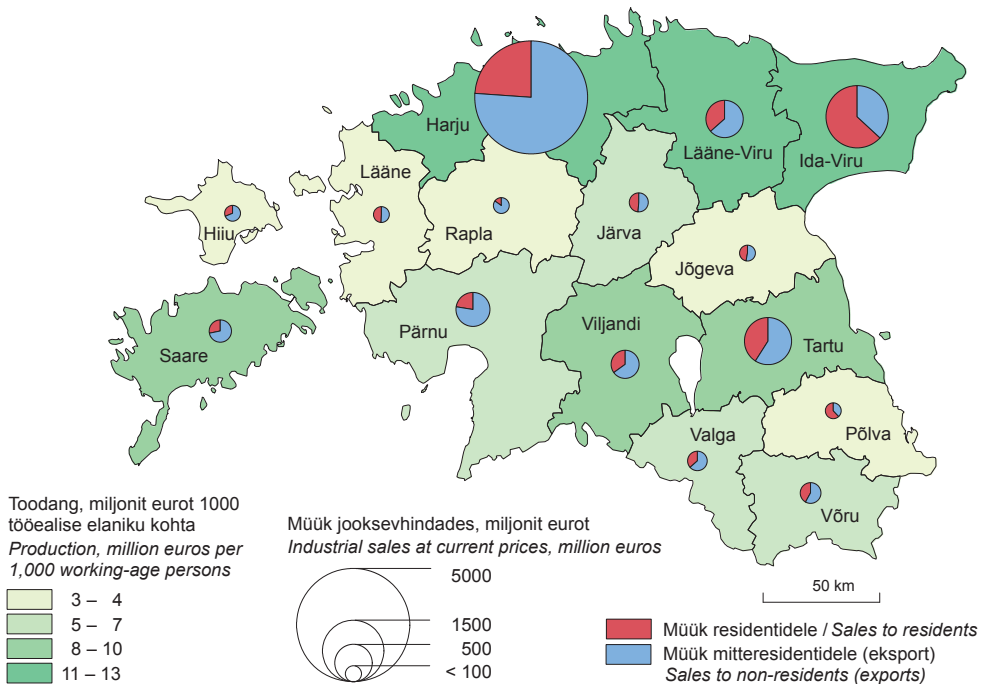 Harju
Lääne-Viru
Ida-Viru
Lääne
Hiiu
Rapla
Järva
Jõgeva
Pärnu
Viljandi
Tartu
Saare
Valga
Põlva
Võru
Toodang, miljonit eurot 1000
tööealise elaniku kohta
Production, million euros per
1,000 working-age persons
3 – 4
5 – 7
8 – 10
11 – 13
Müük jooksevhindades, miljonit eurot
Industrial sales at current prices, million euros
5000
1500
500
< 100
50 km
Müük residentidele / Sales to residents
Müük mitteresidentidele (eksport)
Sales to non-residents (exports)